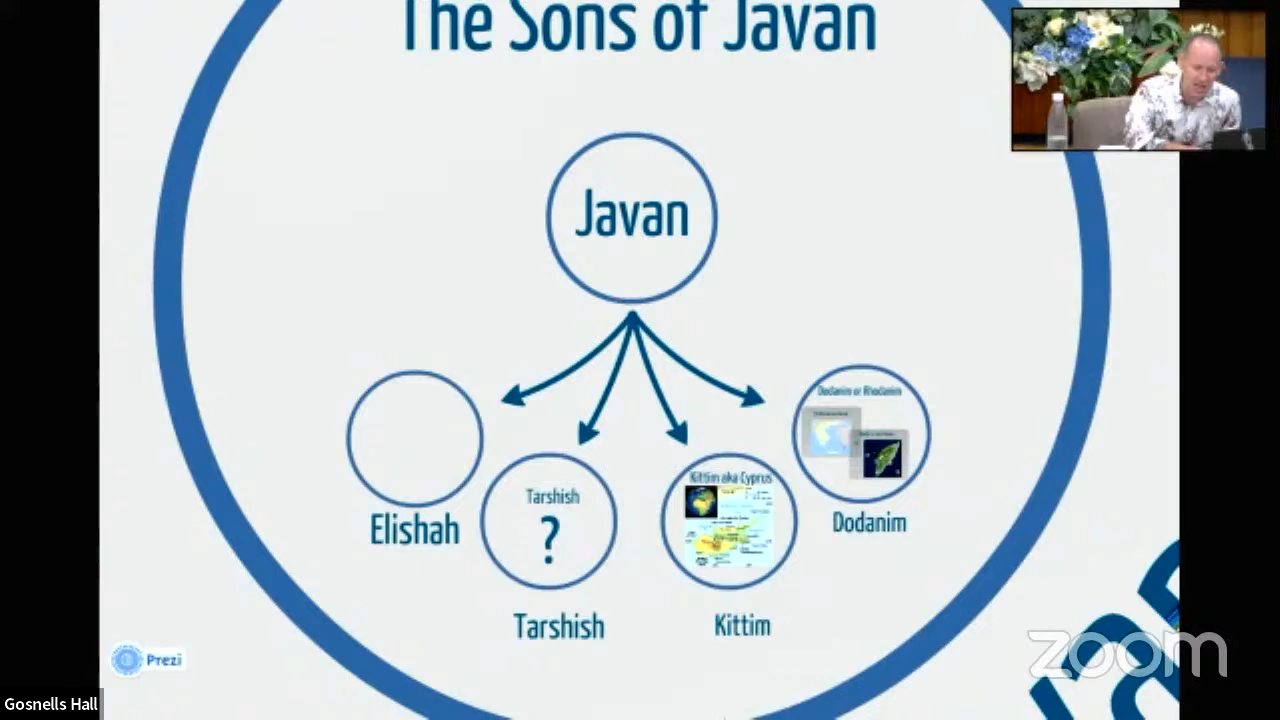 The Sons of Javan
Javan
Dodanim or Rhodanim
Elishah
Tarshish
?
Kittim aka Cyprus
Dodanim
Tarshish
Kittim
Prezi
zoom
Gosnells Hall